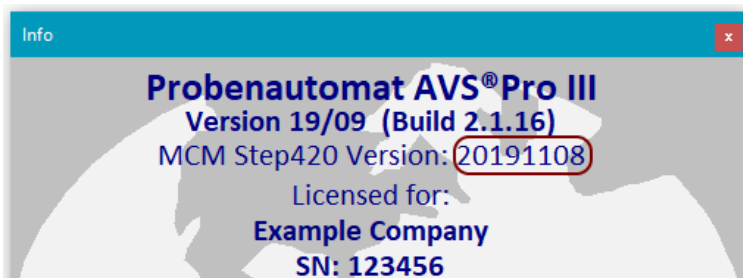 Info
x
Probenautomat AVS®Pro III
Version 19/09 (Build 2.1.16)
MCM Step420 Version: 20191108
Licensed for:
Example Company
SN: 123456